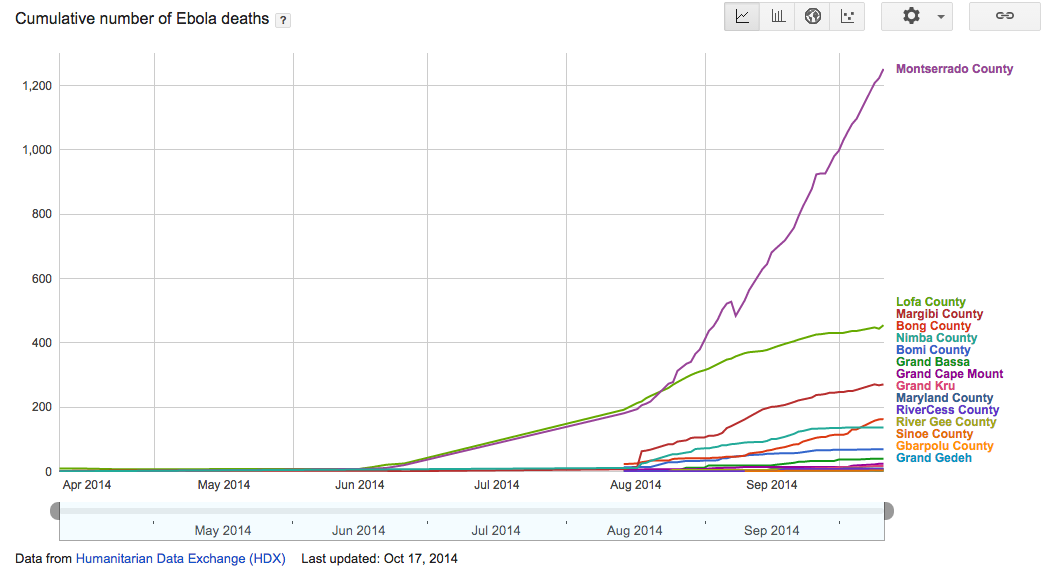 Cumulative number of Ebola deaths ?
Montserrado County
1,200
1,000
800
600
400
200
0
Lofa County
Margibi County
Bong County
Nimba County
Bomi County
Grand Bassa
Grand Cape Mount
Grand Kru
Maryland County
RiverCess County
River Gee County
Sinoe County
Gbarpolu County
Grand Gedeh
Apr 2014 May 2014 Jun 2014 Jul 2014 Aug 2014 Sep 2014
May 2014 Jun 2014 Jul 2014 Aug 2014 Sep 2014
Data from Humanitarian Data Exchange (HDX) Last updated: Oct 17, 2014